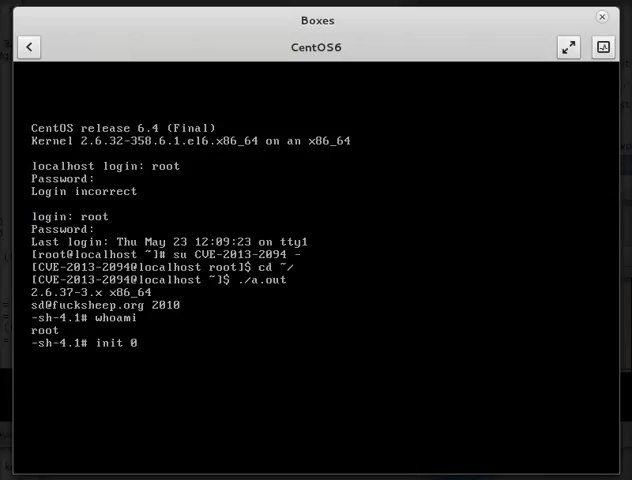 Boxes
CentOS6
CentOS release 6.4 (Final)
Kernel 2.6.32-358.6.1.el6.x86_64 on an x86_64
localhost login: root
Password:
Login incorrect
login: root
Password:
Last login: Thu May 23 12:09:23 on tty1
[root@localhost ~]# su CVE-2013-2094 -
[CVE-2013-2094@localhost root]$ cd ~/
[CVE-2013-2094@localhost ~]$ ./a.out
2.6.37-3.x x86_64
sd@fucksheep.org 2010
-sh-4.1# whoami
root
-sh-4.1# init 0